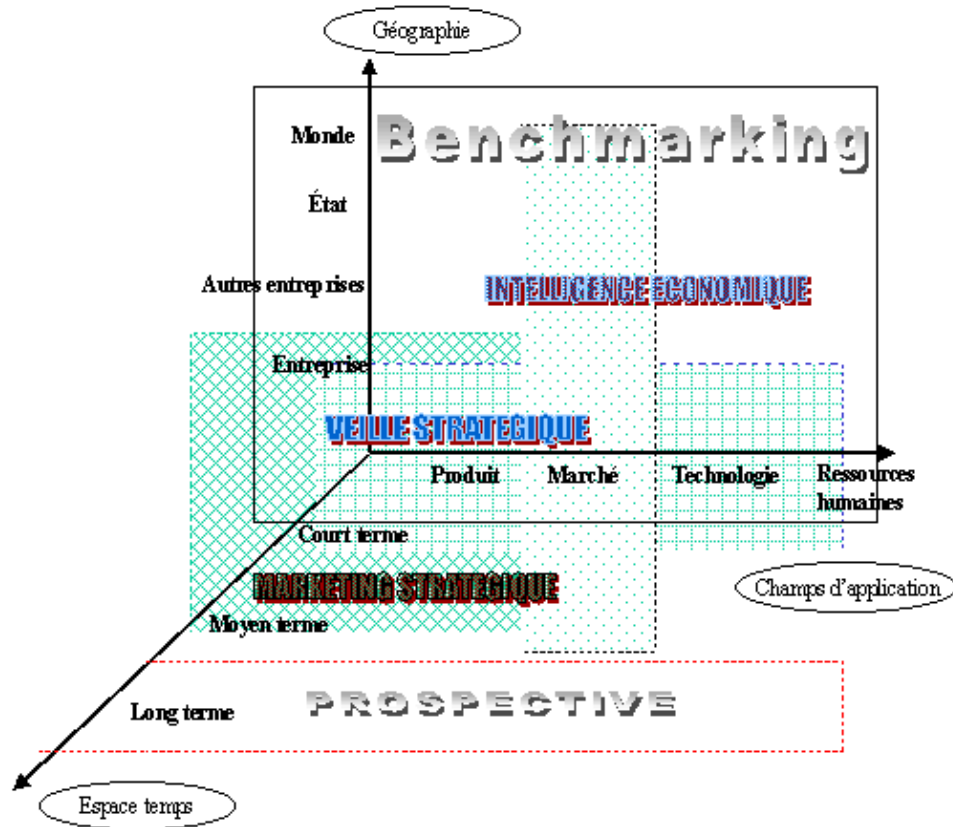 Géographie
Monde
Benchmarking
État
Autres entreprises
INTELLIGENCE ECONOMIQUE
Entreprise
VEILLE STRATEGIQUE
Produit
Marché
Technologie
Ressources
humaines
Court terme
MARKETING STRATEGIQUE
Champs d'application
Moyen terme
Long terme
PROSPECTIVE
Espace temps